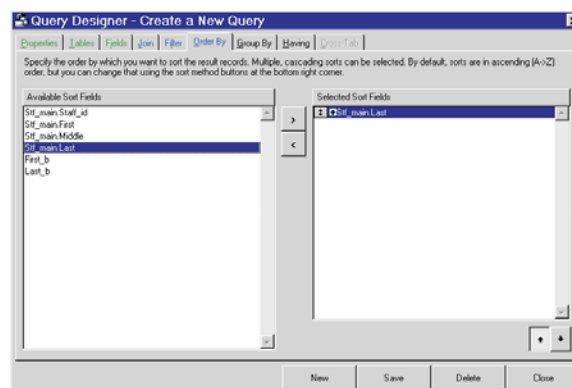 Query Designer - Create a New Query
Properties Tables Fields Join Filter Order By Group By Having Cross-Tab
Specify the order by which you want to sort the result records. Multiple, cascading sorts can be selected. By default, sorts are in ascending (A->Z)
order, but you can change that using the sort method buttons at the bottom right corner.
Available Sort Fields
Stf_main.Staff_id
Stf_main.First
Stf_main.Middle
Stf_main.Last
First_b
Last_b
>
<
Selected Sort Fields
Stf_main.Last
New Save Delete Close